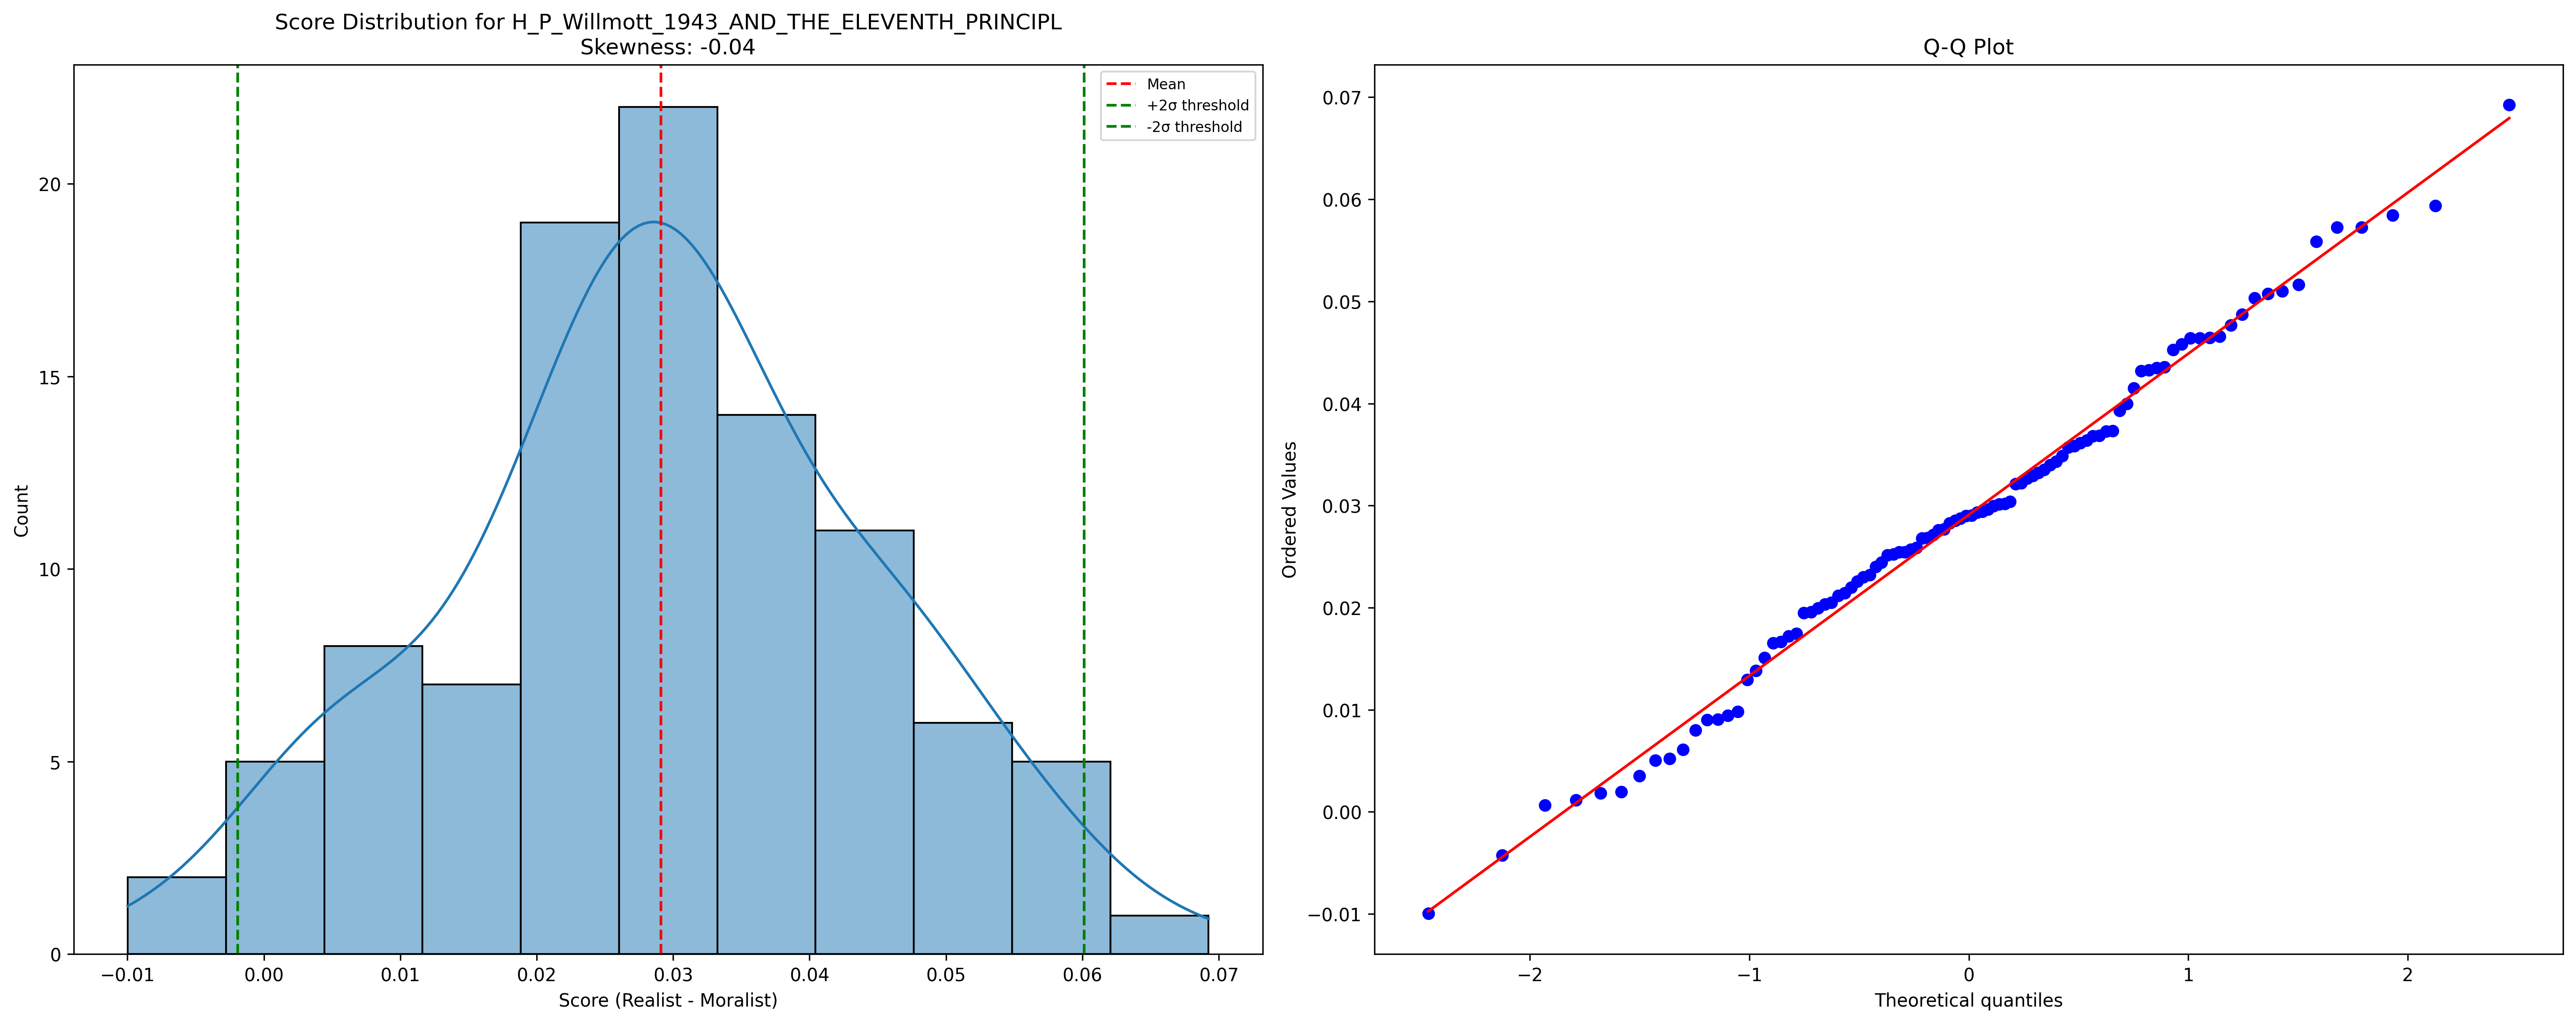 Score Distribution for H_P_Willmott_1943_AND_THE_ELEVENTH_PRINCIPL
Skewness: -0.04
Mean
+2σ threshold
-2σ threshold
Count
20
15
10
5
0
−0.01 0.00 0.01 0.02 0.03 0.04 0.05 0.06 0.07
Score (Realist - Moralist)
Q-Q Plot
Ordered Values
0.07
0.06
0.05
0.04
0.03
0.02
0.01
0.00
−0.01
−2 −1 0 1 2
Theoretical quantiles